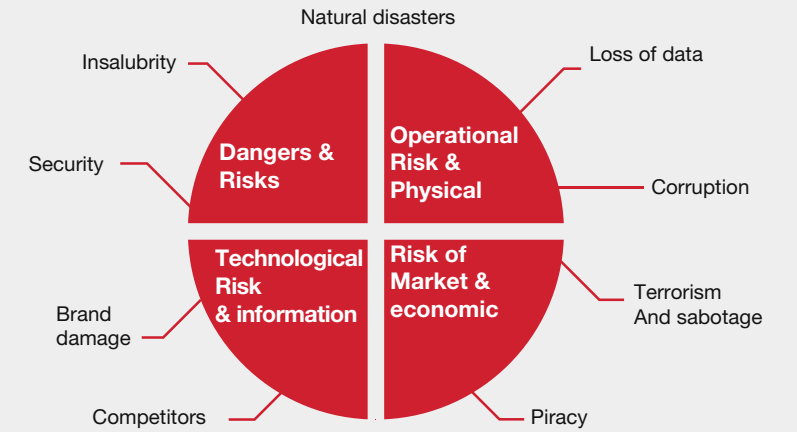 Natural disasters
Insalubrity
Loss of data
Security
Dangers &
Risks
Operational
Risk &
Physical
Corruption
Technological
Risk
& information
Risk of
Market &
economic
Brand
damage
Terrorism
And sabotage
Competitors
Piracy